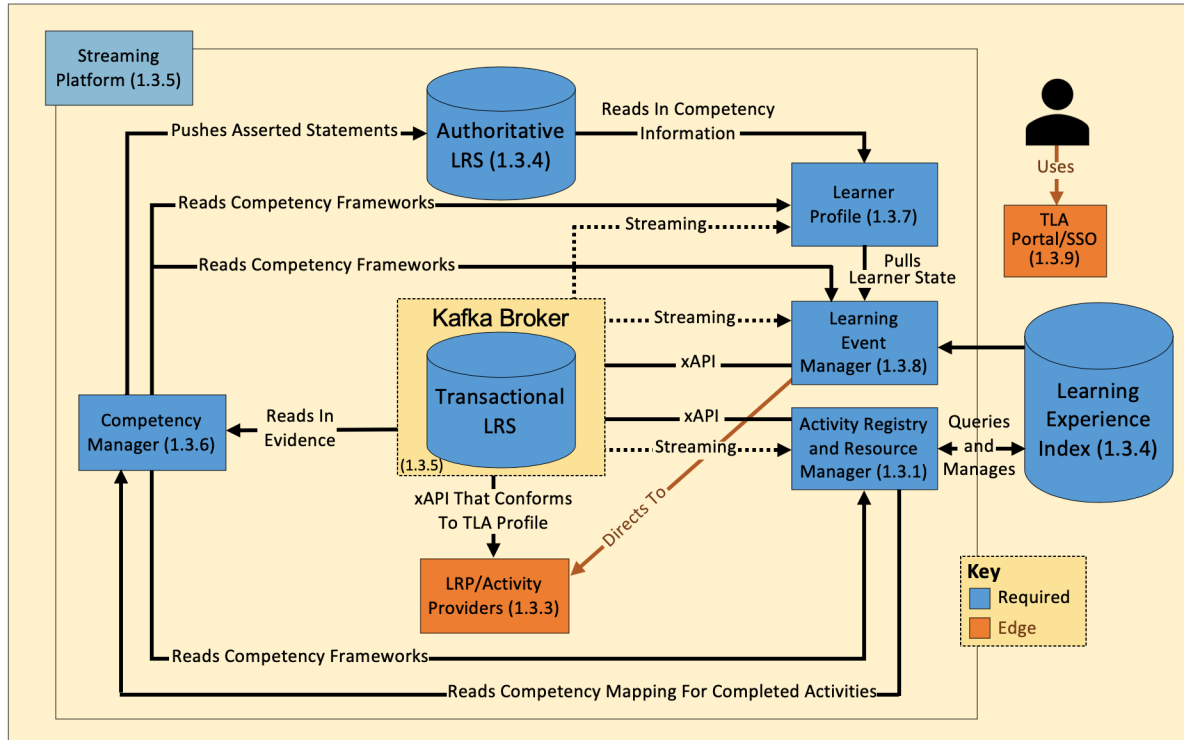 Streaming
Platform (1.3.5)
Pushes Asserted Statements
Authoritative
LRS (1.3.4)
Reads In Competency
Information
Uses
Reads Competency Frameworks
Learner
Profile (1.3.7)
Streaming
TLA
Portal/SSO
(1.3.9)
Reads Competency Frameworks
Pulls
Learner State
Kafka Broker
Streaming
Learning
Event
Manager (1.3.8)
xAPI
Transactional
LRS
Learning
Experience
Index (1.3.4)
Competency
Manager (1.3.6)
Reads In
Evidence
xAPI
Activity Registry
and Resource
Manager (1.3.1)
Queries
and
Manages
Streaming
(1.3.5)
xAPI That Conforms
To TLA Profile
Directs To
LRP/Activity
Providers (1.3.3)
Key
Required
Edge
Reads Competency Frameworks
Reads Competency Mapping For Completed Activities